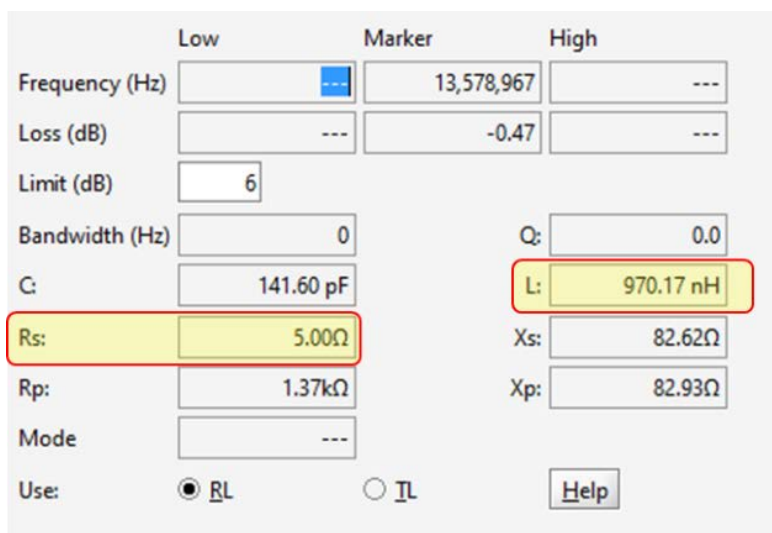 Low Marker High
Frequency (Hz) --- 13,578,967 ---
Loss (dB) --- -0.47 ---
Limit (dB) 6
Bandwidth (Hz) 0 Q: 0.0
C: 141.60 pF L: 970.17 nH
Rs: 5.00Ω Xs: 82.62Ω
Rp: 1.37kΩ Xp: 82.93Ω
Mode ---
Use: RL TL Help